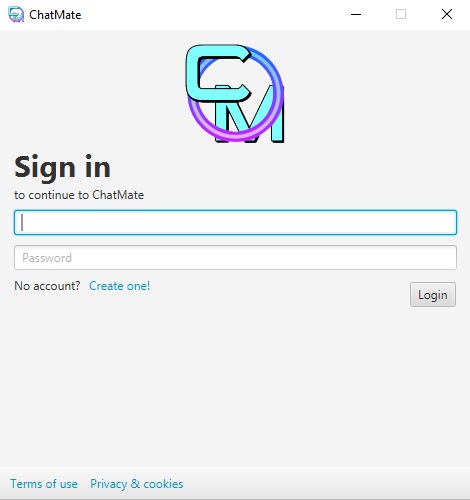 ChatMate
CM
Sign in
to continue to ChatMate
Password
No account? Create one!
Login
Terms of use Privacy & cookies